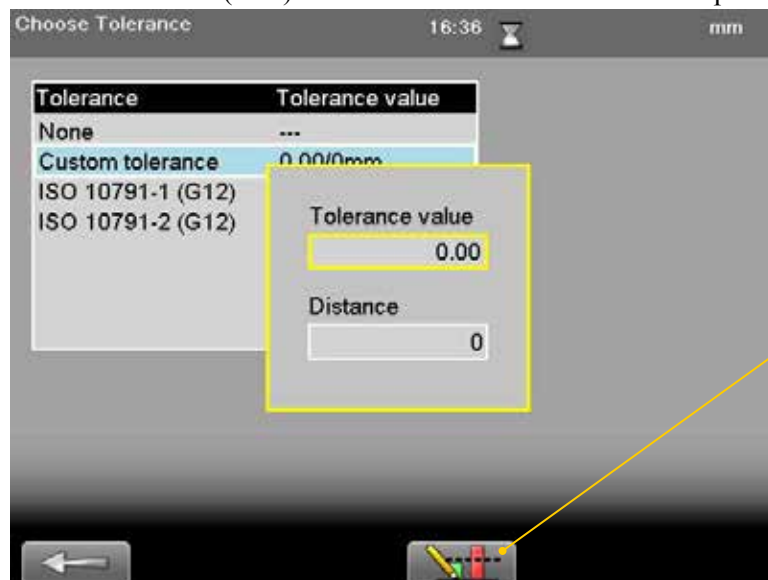 Choose Tolerance 16:36 mm
Tolerance Tolerance value
None ---
Custom tolerance 0.00/0mm
ISO 10791-1 (G12)
ISO 10791-2 (G12)
Tolerance value
0.00
Distance
0